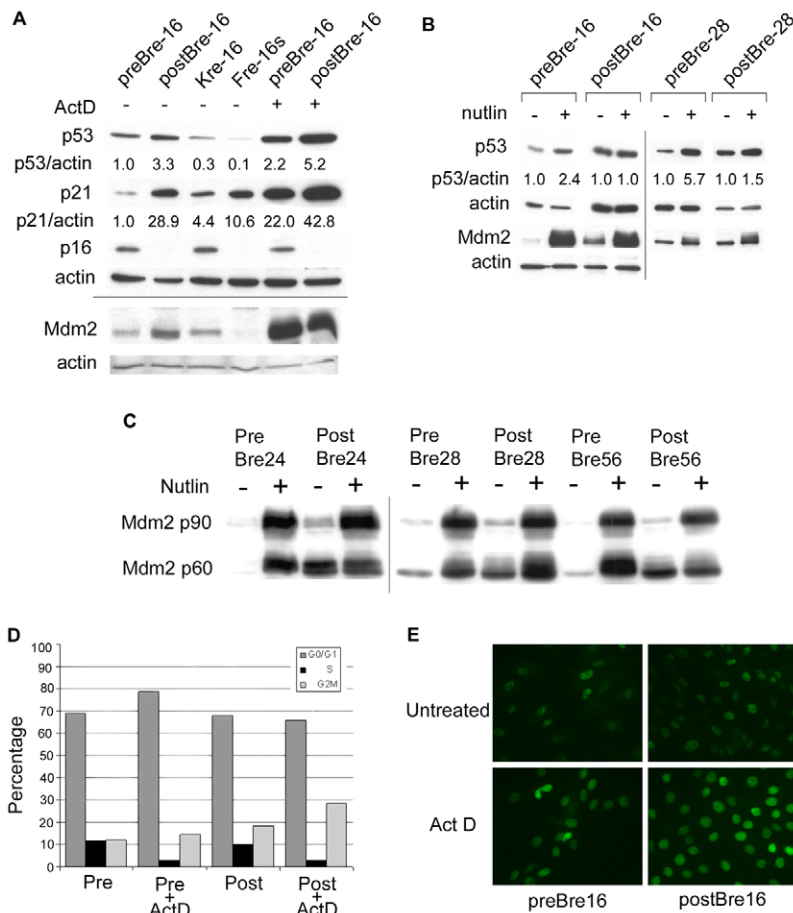 A
preBre-16 postBre-16 Kre-16 Fre-16s preBre-16 postBre-16
ActD - - - - + +
p53
p53/actin 1.0 3.3 0.3 0.1 2.2 5.2
p21
p21/actin 1.0 28.9 4.4 10.6 22.0 42.8
p16
actin
Mdm2
actin
B
preBre-16 postBre-16 preBre-28 postBre-28
nutlin - + - + - + - +
p53
p53/actin 1.0 2.4 1.0 1.0 1.0 5.7 1.0 1.5
actin
Mdm2
actin
C
Pre Bre24
Post Bre24
Pre Bre28
Post Bre28
Pre Bre56
Post Bre56
Nutlin - + - + - + - + - + - +
Mdm2 p90
Mdm2 p60
D
Percentage
100
90
80
70
60
50
40
30
20
10
0
G0/G1
S
G2M
Pre
Pre + ActD
Post
Post + ActD
E
Untreated
Act D
preBre16 postBre16